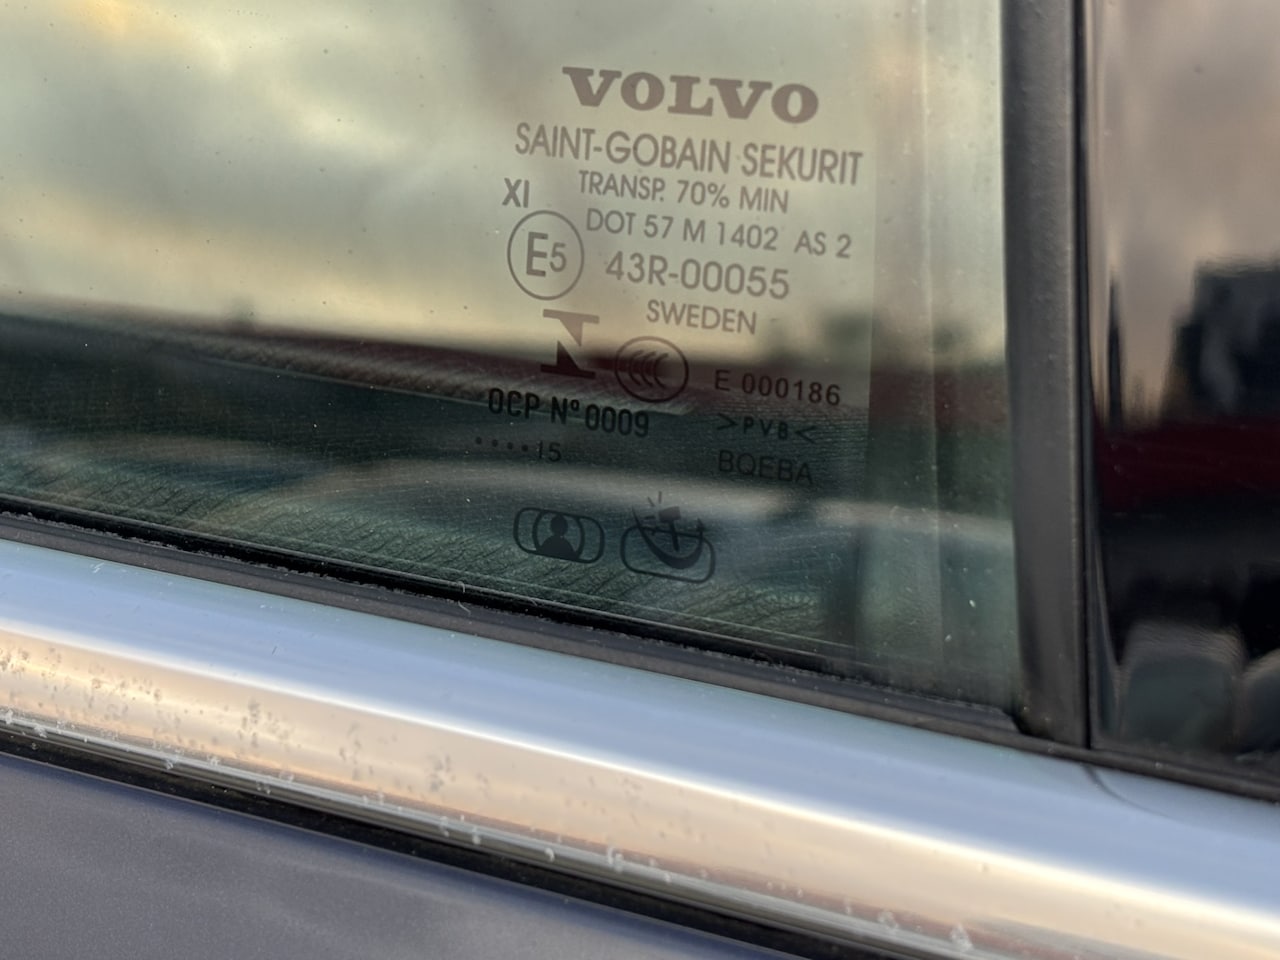 VOLVO
SAINT-GOBAIN SEKURIT
TRANSP. 70% MIN
XI
DOT 57 M 1402 AS 2
E5 43R-00055
SWEDEN
N
E 000186
OCP Nº 0009
>PVB<
....15
BQEBA